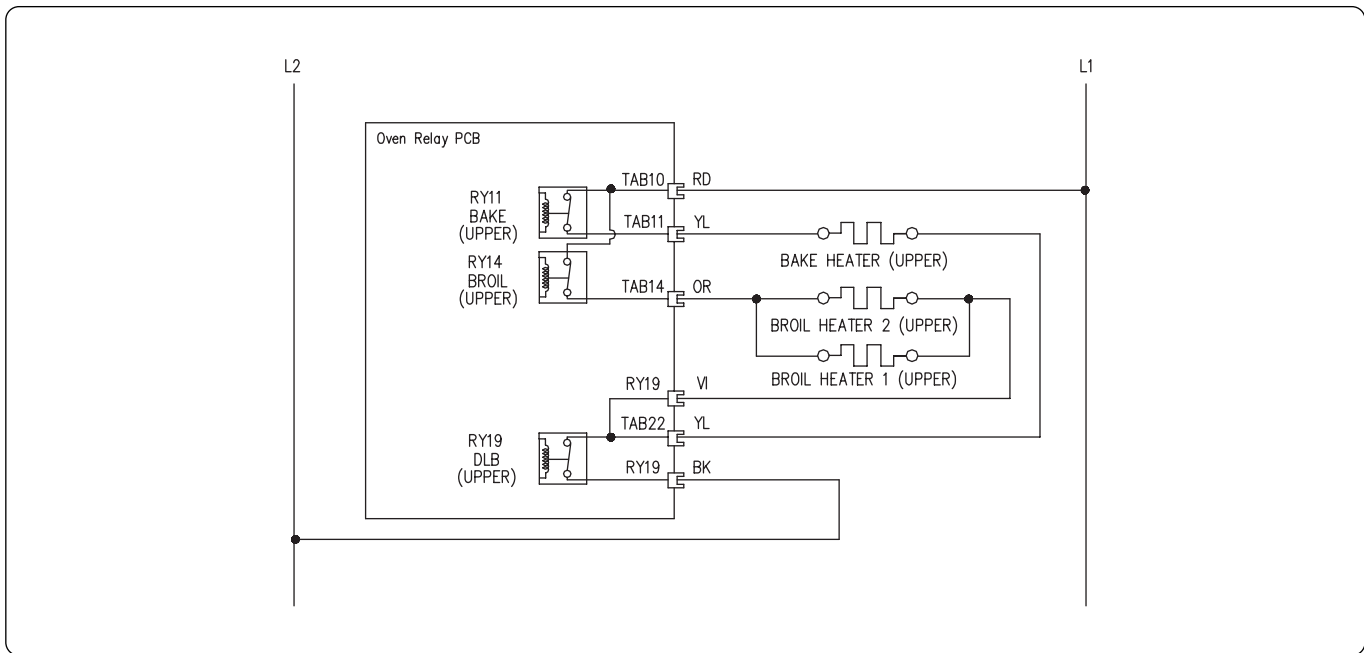 L2
L1
Oven Relay PCB
TAB10
RD
RY11
BAKE
(UPPER)
TAB11
YL
BAKE HEATER (UPPER)
RY14
BROIL
(UPPER)
TAB14
OR
BROIL HEATER 2 (UPPER)
BROIL HEATER 1 (UPPER)
RY19
VI
TAB22
YL
RY19
DLB
(UPPER)
RY19
BK